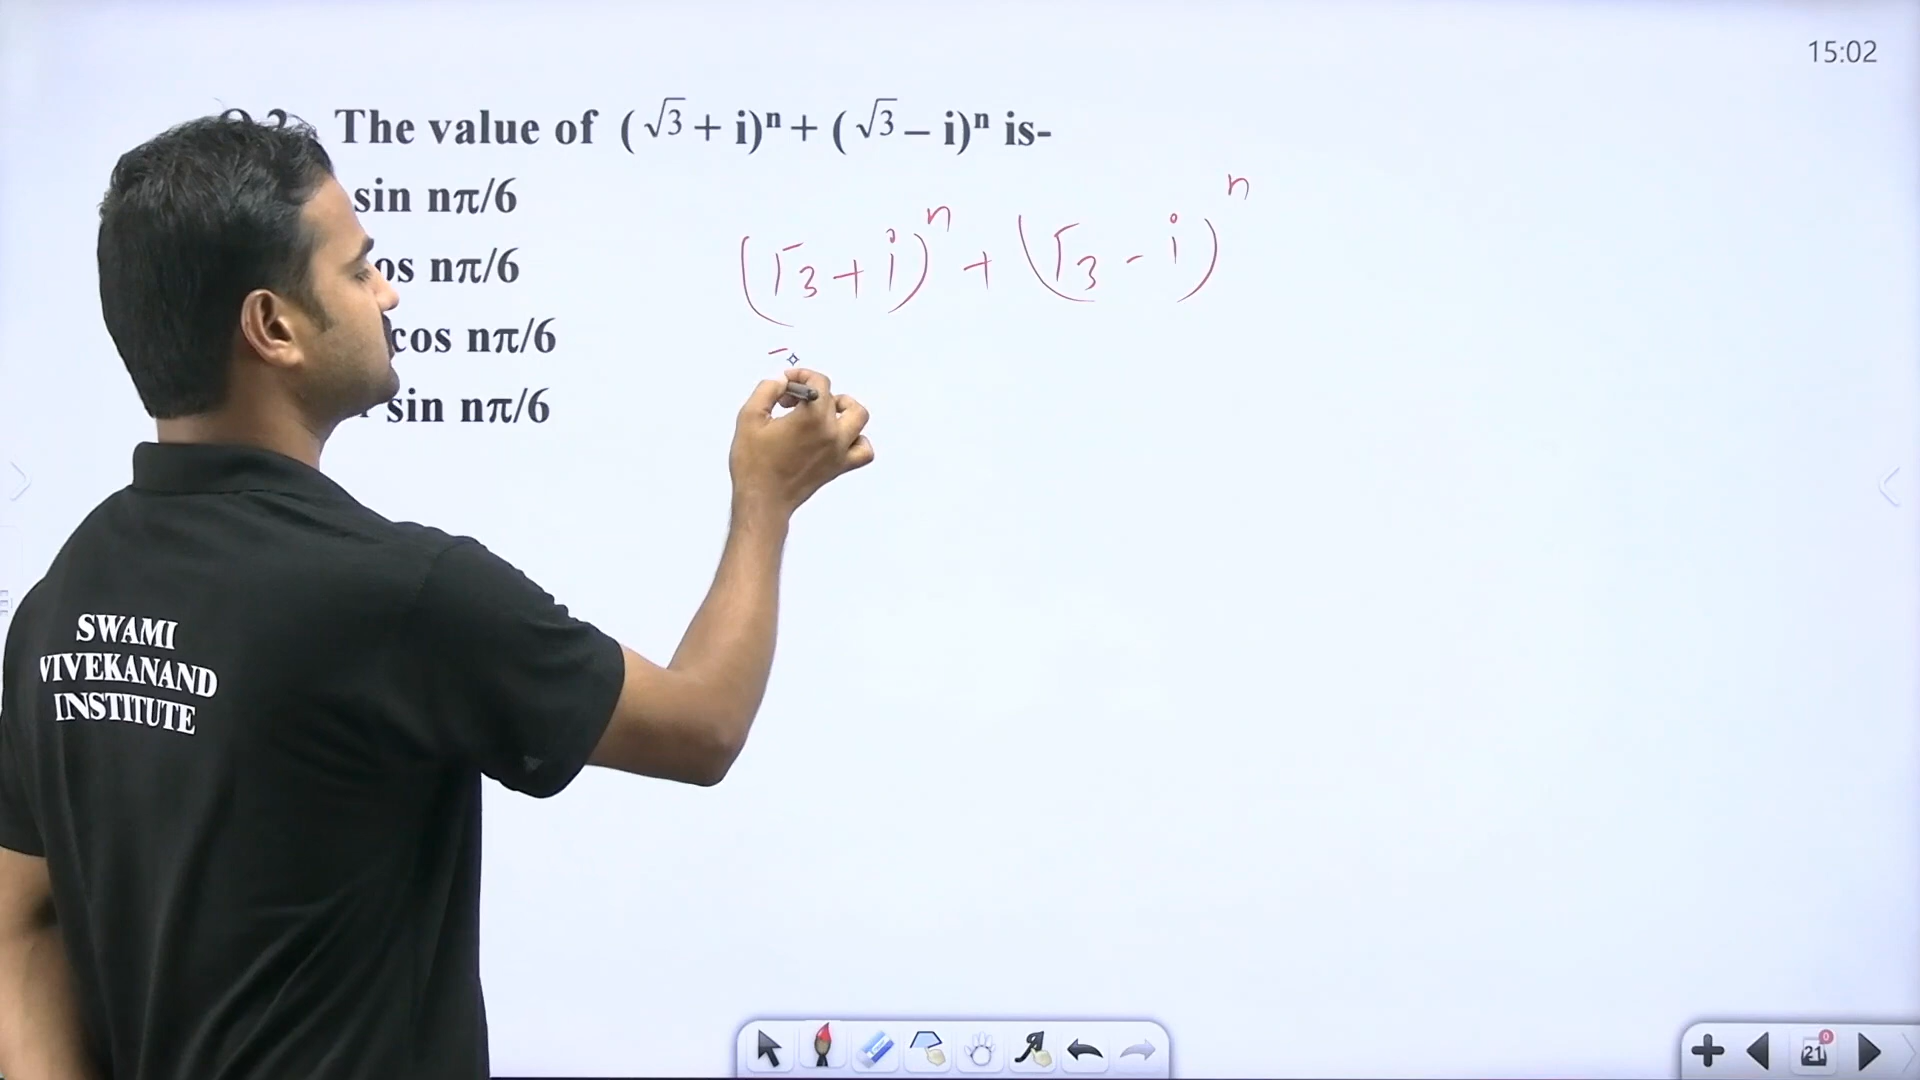 15:02
The value of (√3 + i)ⁿ + (√3 – i)ⁿ is-
sin nπ/6
os nπ/6
cos nπ/6
sin nπ/6
(√3 + i)ⁿ + (√3 - i)ⁿ
SWAMI
VIVEKANAND
INSTITUTE
21